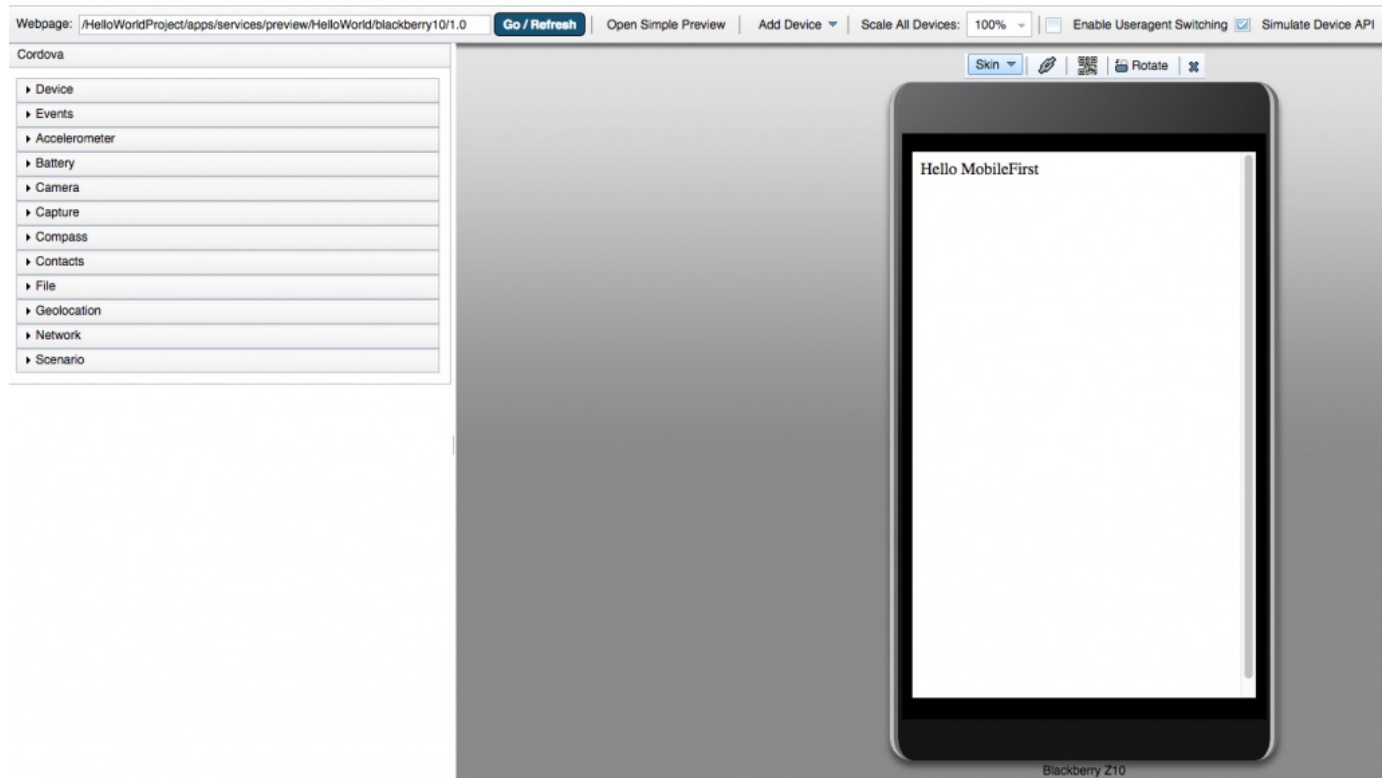 Webpage: /HelloWorldProject/apps/services/preview/HelloWorld/blackberry10/1.0 Go / Refresh Open Simple Preview Add Device Scale All Devices: 100% Enable Useragent Switching Simulate Device API
Cordova
Skin Rotate
Device
Events
Accelerometer
Battery
Camera
Capture
Compass
Contacts
File
Geolocation
Network
Scenario
Hello MobileFirst
Blackberry Z10